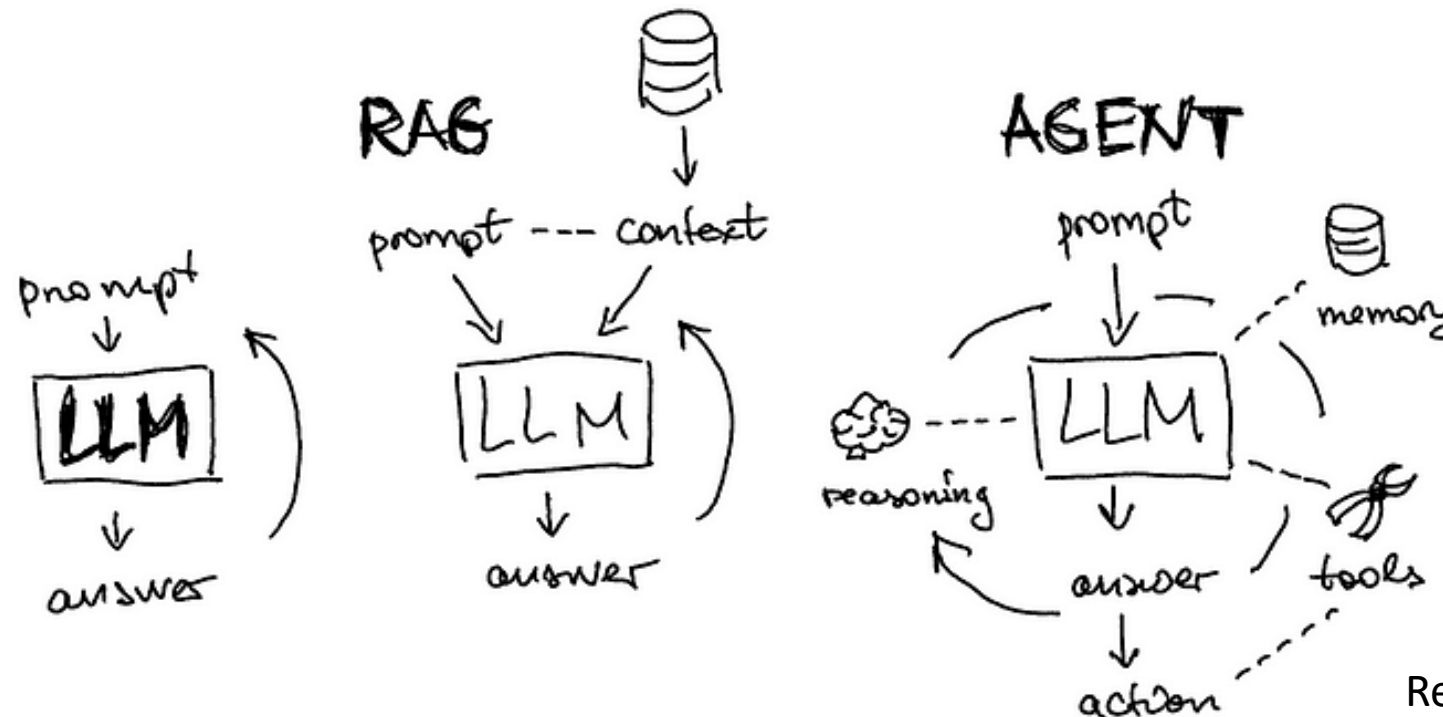 RAG
prompt --- context
LLM
answer
AGENT
prompt
memory
LLM
reasoning
tools
answer
action
prompt
LLM
answer
Re